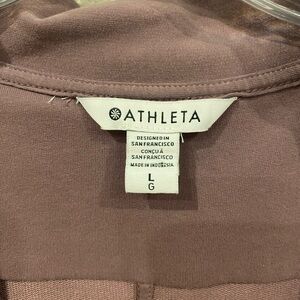 ATHLETA
DESIGNED IN
SAN FRANCISCO
CONÇU À
SAN FRANCISCO
MADE IN INDONESIA
L
G